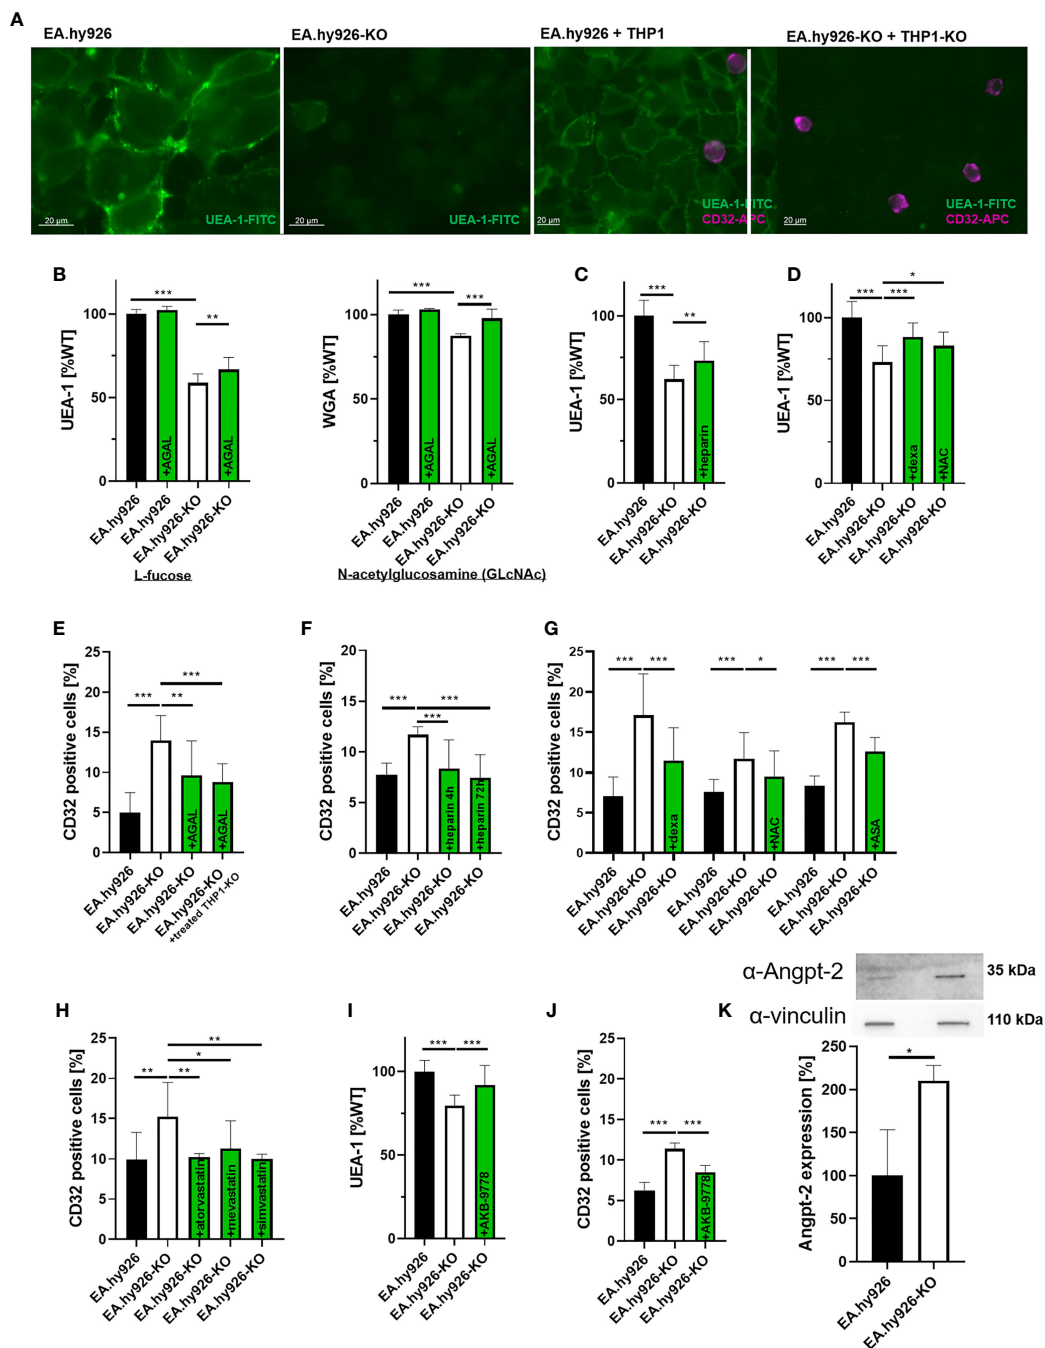 A
EA.hy926
EA.hy926-KO
EA.hy926 + THP1
EA.hy926-KO + THP1-KO
20 µm
UEA-1-FITC
20 µm
UEA-1-FITC
20 µm
UEA-1-FITC
CD32-APC
20 µm
UEA-1-FITC
CD32-APC
B
UEA-1 [%WT]
100
50
0
***
**
+AGAL
+AGAL
EA.hy926
EA.hy926
EA.hy926-KO
EA.hy926-KO
L-fucose
WGA [%WT]
100
50
0
***
***
+AGAL
+AGAL
EA.hy926
EA.hy926
EA.hy926-KO
EA.hy926-KO
N-acetylglucosamine (GLcNAc)
C
UEA-1 [%WT]
100
50
0
***
**
+heparin
EA.hy926
EA.hy926-KO
EA.hy926-KO
D
UEA-1 [%WT]
100
50
0
*
***
***
+dexa
+NAC
EA.hy926
EA.hy926-KO
EA.hy926-KO
EA.hy926-KO
E
CD32 positive cells [%]
25
20
15
10
5
0
***
***
**
+AGAL
+AGAL
EA.hy926
EA.hy926-KO
EA.hy926-KO
EA.hy926-KO
+treated THP1-KO
F
CD32 positive cells [%]
20
15
10
5
0
***
***
***
+heparin 4h
+heparin 72h
EA.hy926
EA.hy926-KO
EA.hy926-KO
EA.hy926-KO
G
CD32 positive cells [%]
25
20
15
10
5
0
***
***
***
*
***
***
+dexa
+NAC
+ASA
EA.hy926
EA.hy926-KO
EA.hy926-KO
EA.hy926
EA.hy926-KO
EA.hy926-KO
EA.hy926
EA.hy926-KO
EA.hy926-KO
H
CD32 positive cells [%]
25
20
15
10
5
0
**
*
**
**
+atorvastatin
+mevastatin
+simvastatin
EA.hy926
EA.hy926-KO
EA.hy926-KO
EA.hy926-KO
EA.hy926-KO
I
UEA-1 [%WT]
100
50
0
***
***
+AKB-9778
EA.hy926
EA.hy926-KO
EA.hy926-KO
J
CD32 positive cells [%]
25
20
15
10
5
0
***
***
+AKB-9778
EA.hy926
EA.hy926-KO
EA.hy926-KO
K
α-Angpt-2
35 kDa
α-vinculin
110 kDa
Angpt-2 expression [%]
250
200
150
100
50
0
*
EA.hy926
EA.hy926-KO